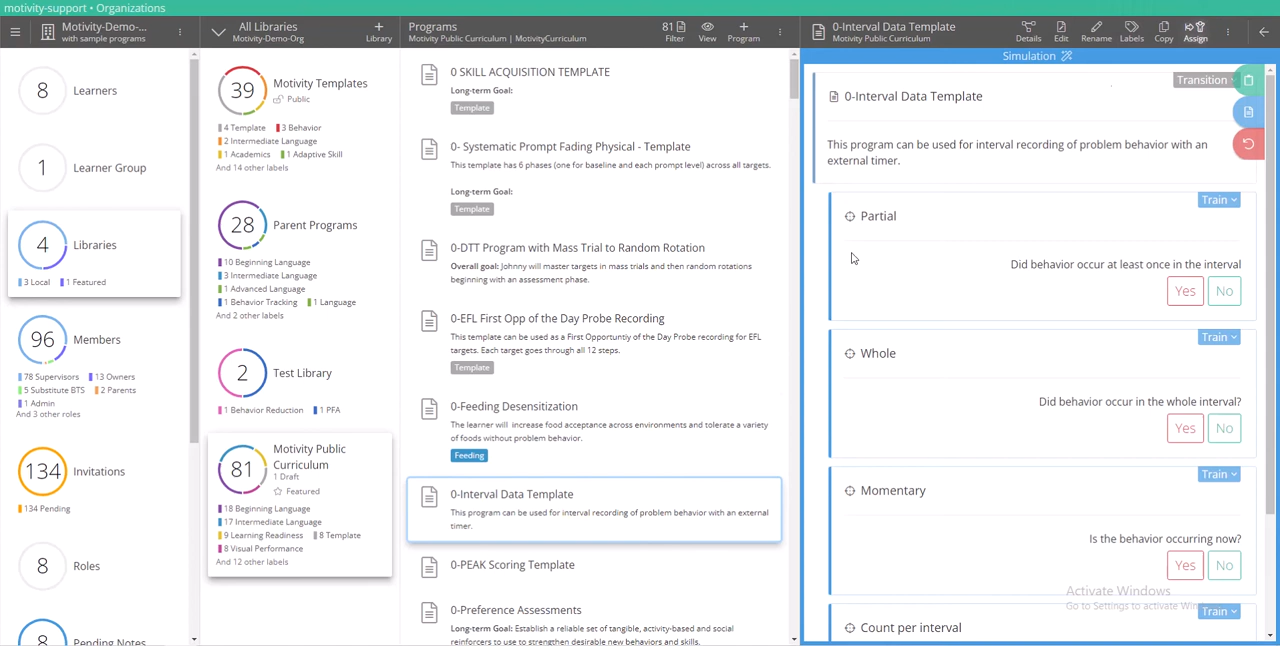 motivity-support • Organizations
Motivity-Demo-...
with sample programs
8
Learners
1
Learner Group
4
Libraries
3 Local 1 Featured
96
Members
78 Supervisors 13 Owners
5 Substitute BTS 2 Parents
1 Admin
And 3 other roles
134
Invitations
134 Pending
8
Roles
8
Pending Notes
All Libraries
Motivity-Demo-Org
Library
39
Motivity Templates
Public
4 Template 3 Behavior
2 Intermediate Language
1 Academics 1 Adaptive Skill
And 14 other labels
28
Parent Programs
10 Beginning Language
3 Intermediate Language
1 Advanced Language
1 Behavior Tracking 1 Language
And 2 other labels
2
Test Library
1 Behavior Reduction 1 PFA
81
Motivity Public
Curriculum
1 Draft
Featured
18 Beginning Language
17 Intermediate Language
9 Learning Readiness 8 Template
8 Visual Performance
And 12 other labels
Programs
Motivity Public Curriculum | MotivityCurriculum
81
Filter
View
Program
0 SKILL ACQUISITION TEMPLATE
Long-term Goal:
Template
0- Systematic Prompt Fading Physical - Template
This template has 6 phases (one for baseline and each prompt level) across all targets.
Long-term Goal:
Template
0-DTT Program with Mass Trial to Random Rotation
Overall goal: Johnny will master targets in mass trials and then random rotations
beginning with an assessment phase.
0-EFL First Opp of the Day Probe Recording
This template can be used as a First Opportuntiy of the Day Probe recording for EFL
targets. Each target goes through all 12 steps.
Template
0-Feeding Desensitization
The learner will increase food acceptance across environments and tolerate a variety
of foods without problem behavior.
Feeding
0-Interval Data Template
This program can be used for interval recording of problem behavior with an external
timer.
0-PEAK Scoring Template
0-Preference Assessments
Long-term Goal: Establish a reliable set of tangible, activity-based and social
reinforcers to use to strengthen desirable new behaviors and skills.
0-Interval Data Template
Motivity Public Curriculum
Details
Edit
Rename
Labels
Copy
Assign
Simulation
Transition
0-Interval Data Template
This program can be used for interval recording of problem behavior with an
external timer.
Train
Partial
Did behavior occur at least once in the interval
Yes No
Train
Whole
Did behavior occur in the whole interval?
Yes No
Train
Momentary
Is the behavior occurring now?
Yes No
Activate Windows
Go to Settings to activate Win
Train
Count per interval